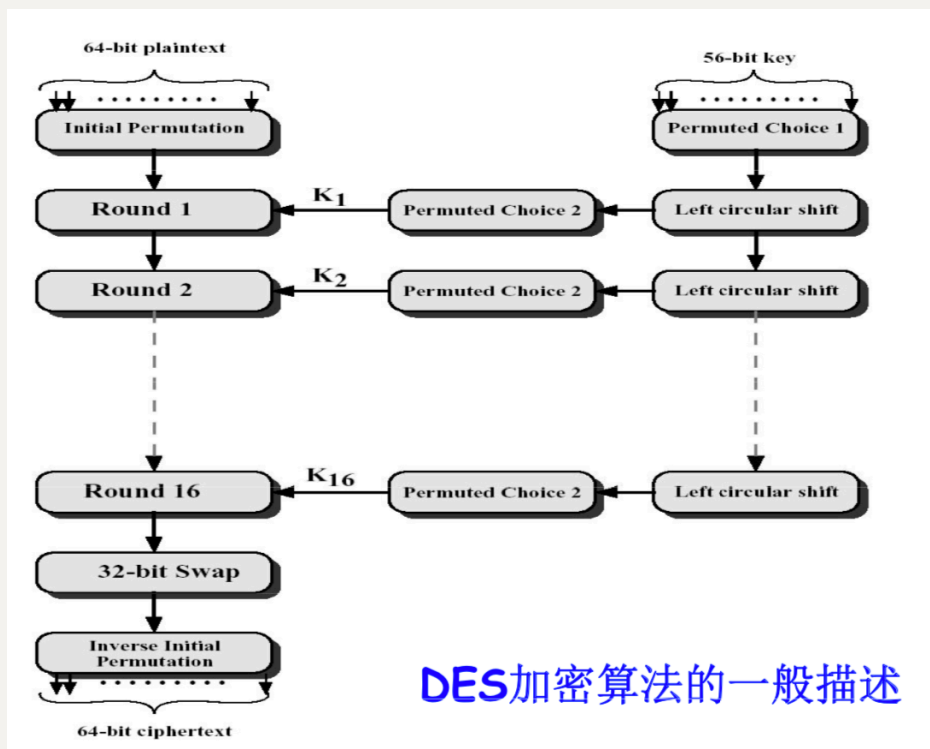 64-bit plaintext
56-bit key
Initial Permutation
Permuted Choice 1
Round 1
K1
Permuted Choice 2
Left circular shift
Round 2
K2
Permuted Choice 2
Left circular shift
Round 16
K16
Permuted Choice 2
Left circular shift
32-bit Swap
Inverse Initial
Permutation
64-bit ciphertext
DES加密算法的一般描述